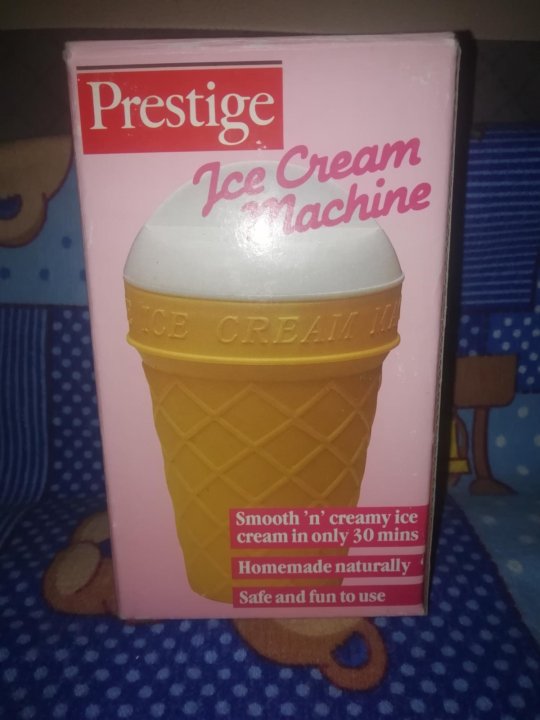 Prestige
Ice Cream
Machine
ICE CREAM
Smooth 'n' creamy ice
cream in only 30 mins
Homemade naturally
Safe and fun to use